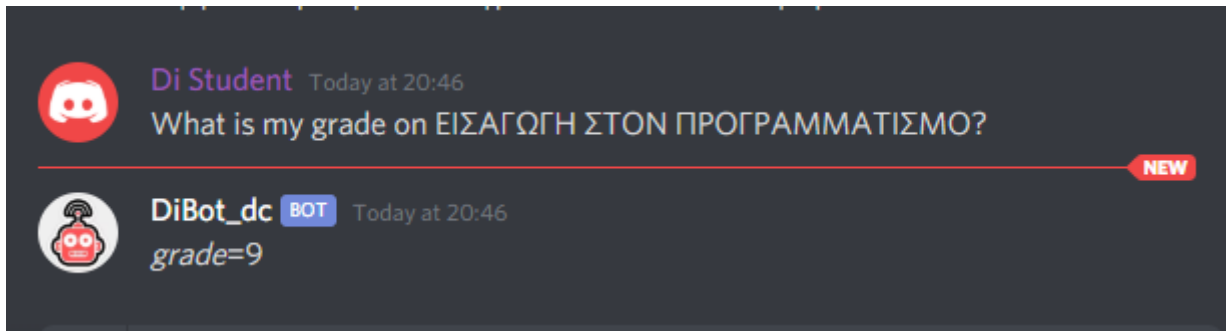 Di Student Today at 20:46
What is my grade on ΕΙΣΑΓΩΓΗ ΣΤΟΝ ΠΡΟΓΡΑΜΜΑΤΙΣΜΟ?
NEW
DiBot_dc BOT Today at 20:46
grade=9